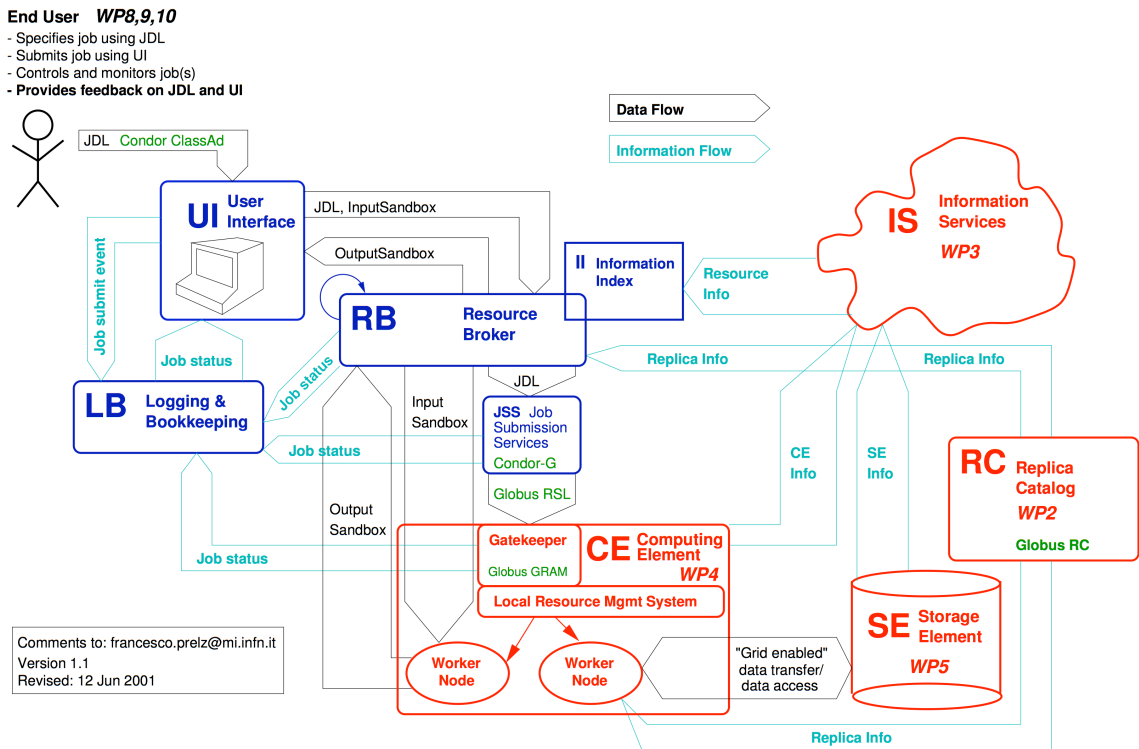 End User WP8,9,10
- Specifies job using JDL
- Submits job using UI
- Controls and monitors job(s)
- Provides feedback on JDL and UI
JDL Condor ClassAd
Data Flow
Information Flow
UI User
Interface
JDL, InputSandbox
OutputSandbox
Job submit event
II Information
Index
Resource
Info
IS Information
Services
WP3
RB Resource
Broker
Job status
Job status
Replica Info
Replica Info
LB Logging &
Bookkeeping
JDL
Input
Sandbox
JSS Job
Submission
Services
Condor-G
Job status
CE
Info
SE
Info
RC Replica
Catalog
WP2
Globus RC
Globus RSL
Output
Sandbox
Job status
Gatekeeper
Globus GRAM
CE Computing
Element
WP4
Local Resource Mgmt System
Worker
Node
Worker
Node
"Grid enabled"
data transfer/
data access
SE Storage
Element
WP5
Replica Info
Comments to: francesco.prelz@mi.infn.it
Version 1.1
Revised: 12 Jun 2001